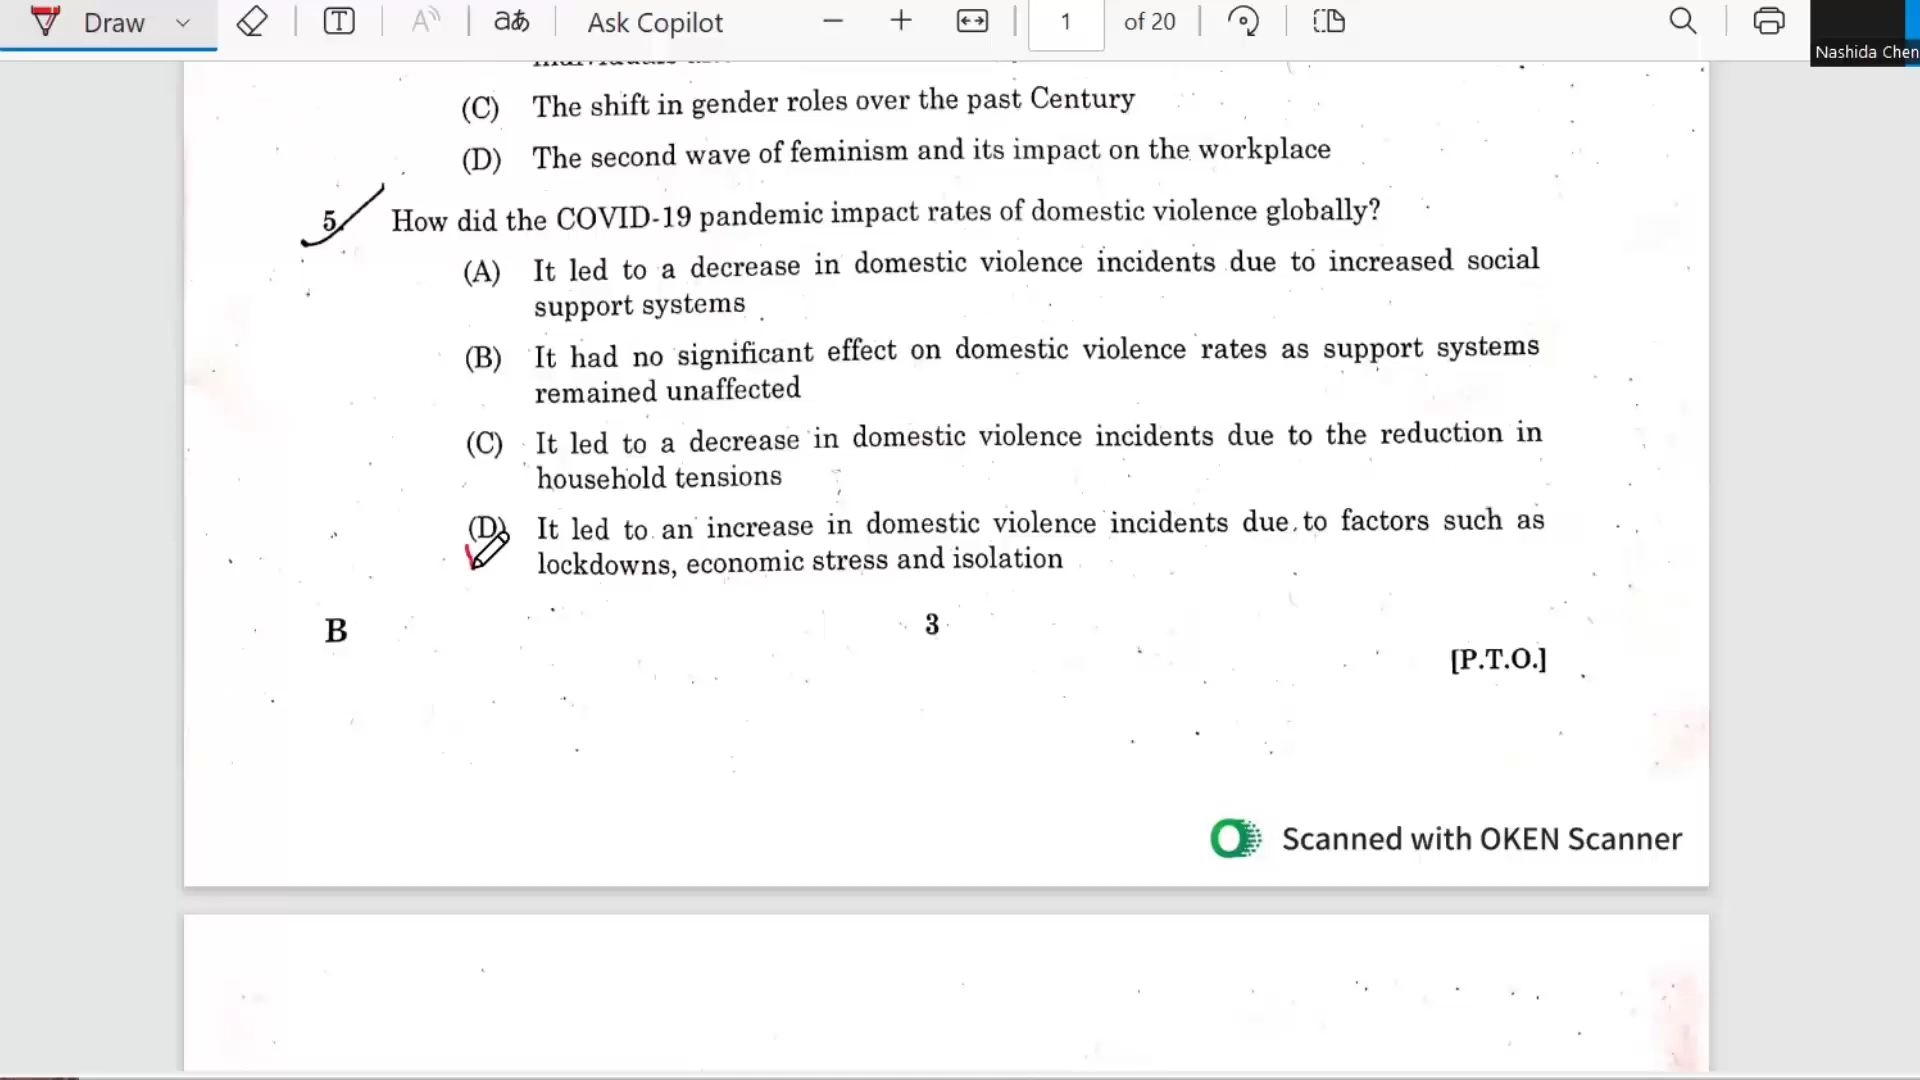 Draw
Ask Copilot
1 of 20
Nashida Chen
(C) The shift in gender roles over the past Century
(D) The second wave of feminism and its impact on the workplace
5. How did the COVID-19 pandemic impact rates of domestic violence globally?
(A) It led to a decrease in domestic violence incidents due to increased social
support systems
(B) It had no significant effect on domestic violence rates as support systems
remained unaffected
(C) It led to a decrease in domestic violence incidents due to the reduction in
household tensions
(D) It led to an increase in domestic violence incidents due to factors such as
lockdowns, economic stress and isolation
B
3
[P.T.O.]
Scanned with OKEN Scanner